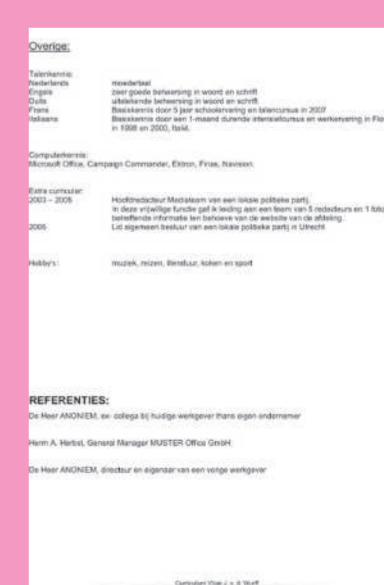 Overige:
Talenkennis:
Nederlands moedertaal
Engels zeer goede beheersing in woord en schrift
Duits uitstekende beheersing in woord en schrift
Frans Basiskennis door 5 jaar schoolervaring en talencursus in 2007
Italiaans Basiskennis door een 1-maand durende intensiefcursus en werkervaring in Flo
in 1998 en 2000, Italië.
Computerkennis:
Microsoft Office, Campaign Commander, Ektron, Firias, Navision.
Extra curriculair:
2003 – 2005 Hoofdredacteur Mediateam van een lokale politieke partij.
In deze vrijwillige functie gaf ik leiding aan een team van 5 redacteurs en 1 foto
betreffende informatie ten behoeve van de website van de afdeling.
2005 Lid algemeen bestuur van een lokale politieke partij in Utrecht
Hobby's: muziek, reizen, literatuur, koken en sport
REFERENTIES:
De Heer ANONIEM, ex- collega bij huidige werkgever thans eigen ondernemer
Herrn A. Herbst, General Manager MUSTER Office GmbH
De Heer ANONIEM, directeur en eigenaar van een vorige werkgever
Curriculum Vitae